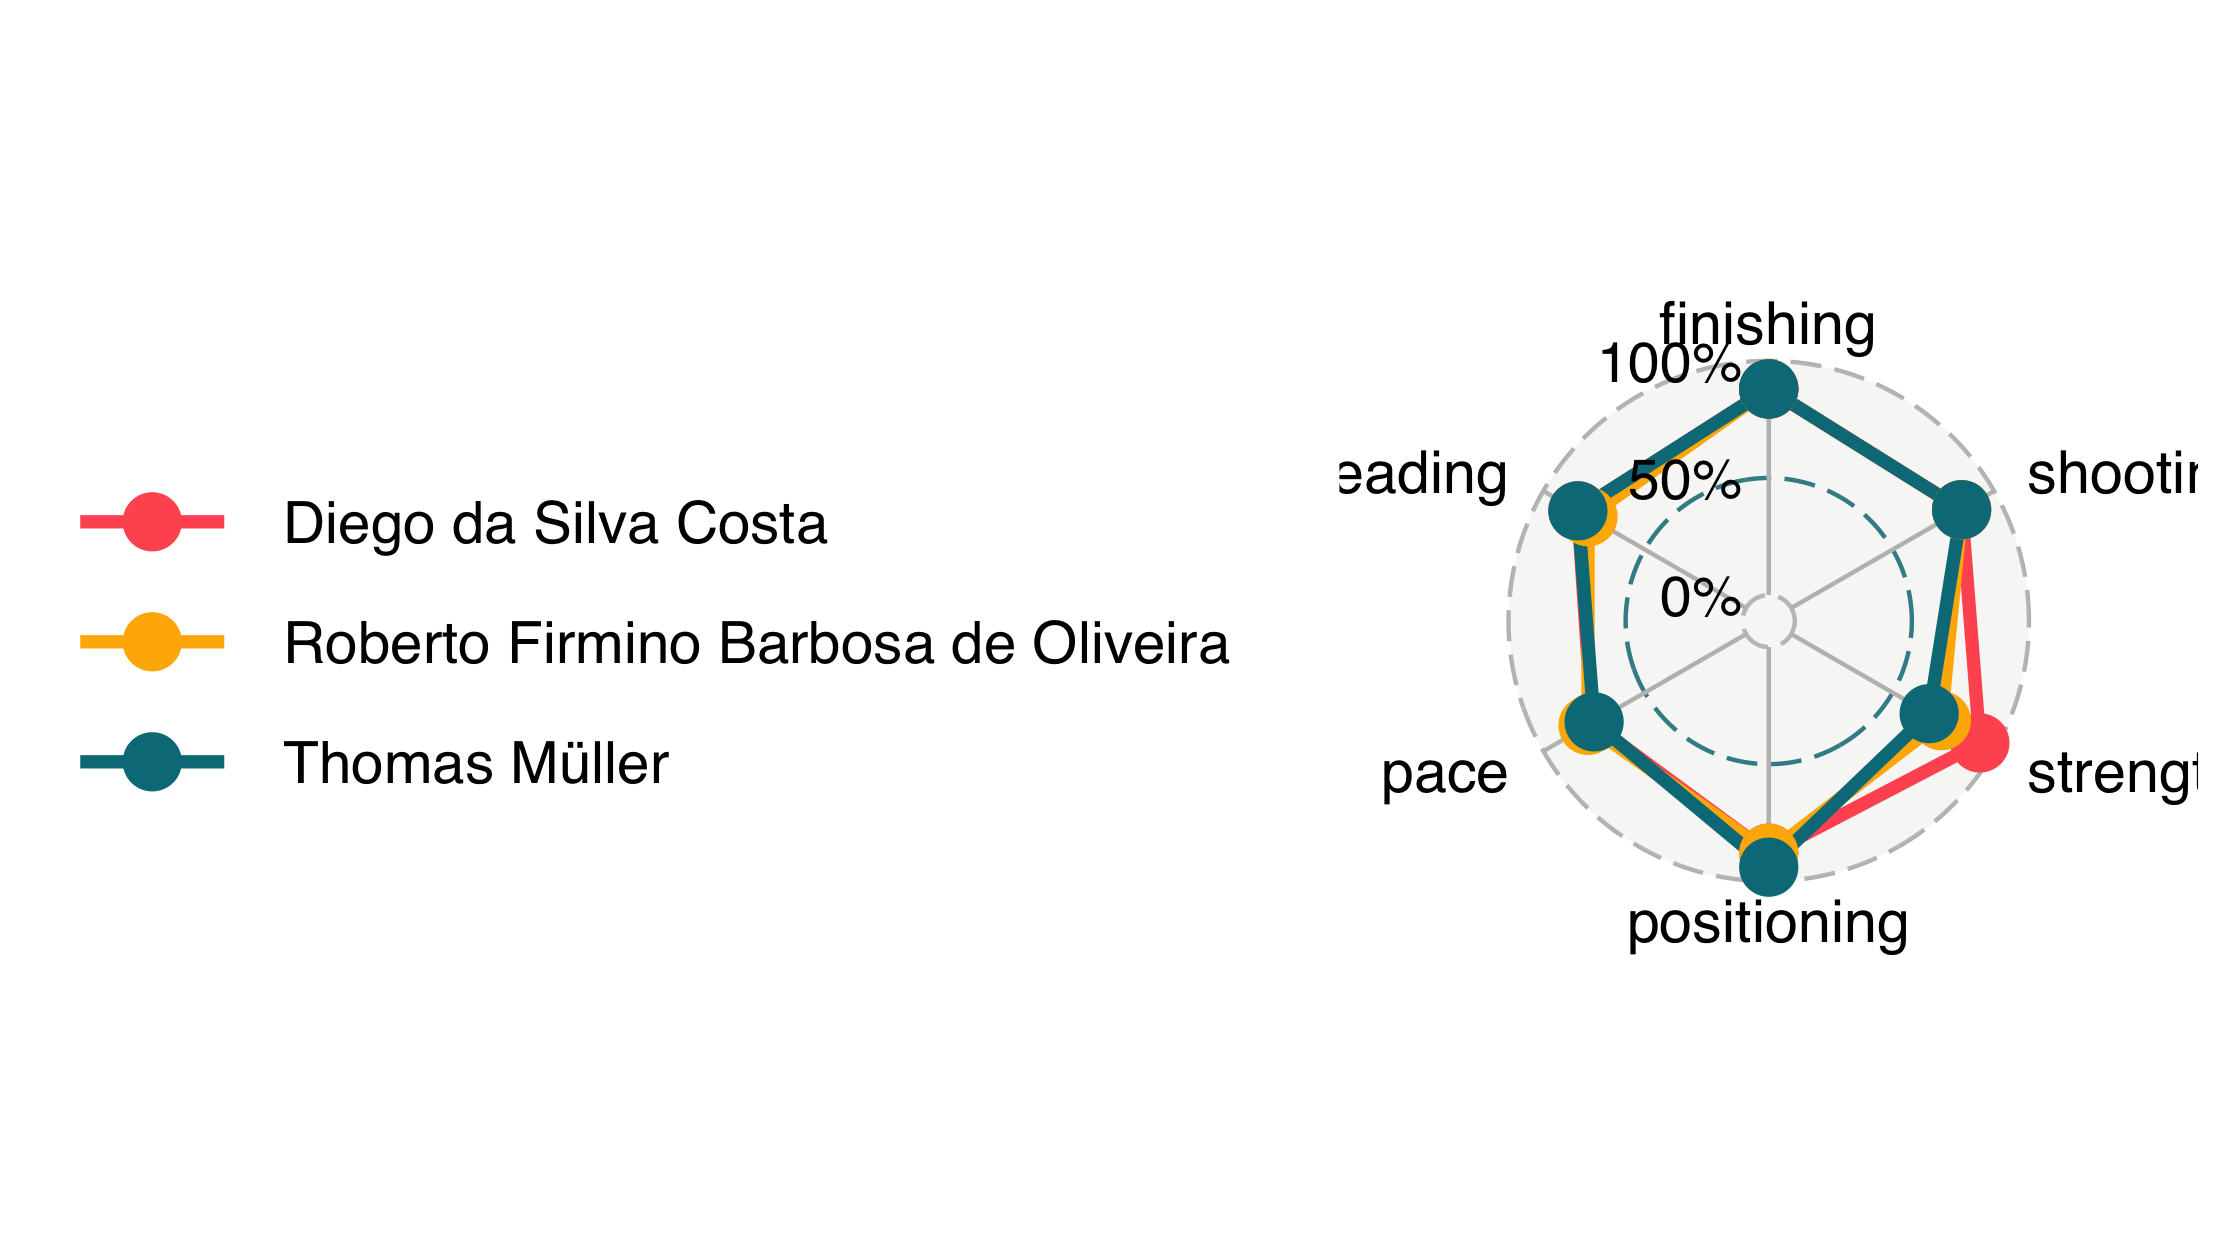 finishing
100%
eading
50%
shootin
Diego da Silva Costa
0%
Roberto Firmino Barbosa de Oliveira
Thomas Müller
pace
strengt
positioning